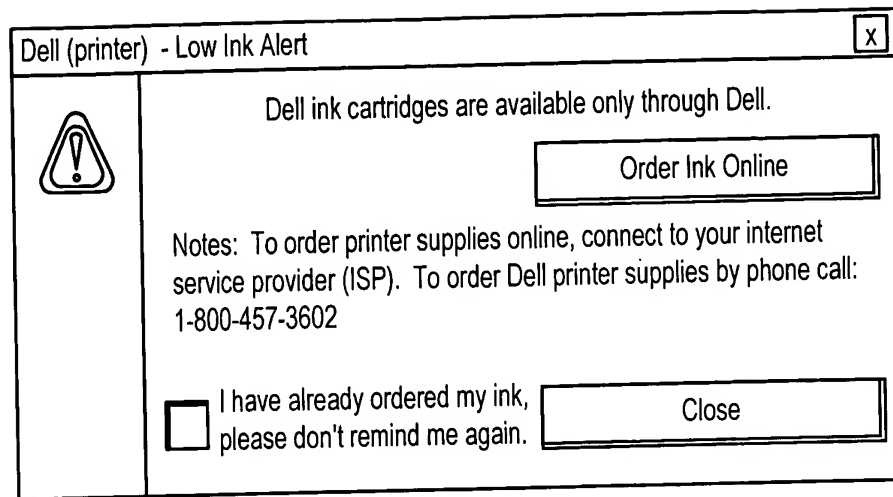 Dell (printer) - Low Ink Alert
X
Dell ink cartridges are available only through Dell.
Order Ink Online
Notes: To order printer supplies online, connect to your internet
service provider (ISP). To order Dell printer supplies by phone call:
1-800-457-3602
I have already ordered my ink,
please don't remind me again.
Close